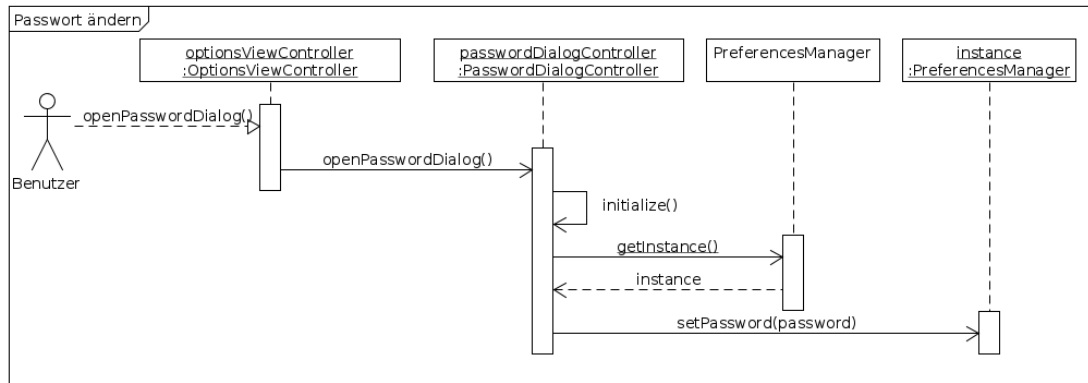 Passwort ändern
optionsViewController
:OptionsViewController
passwordDialogController
:PasswordDialogController
PreferencesManager
instance
:PreferencesManager
openPasswordDialog()
Benutzer
openPasswordDialog()
initialize()
getInstance()
instance
setPassword(password)